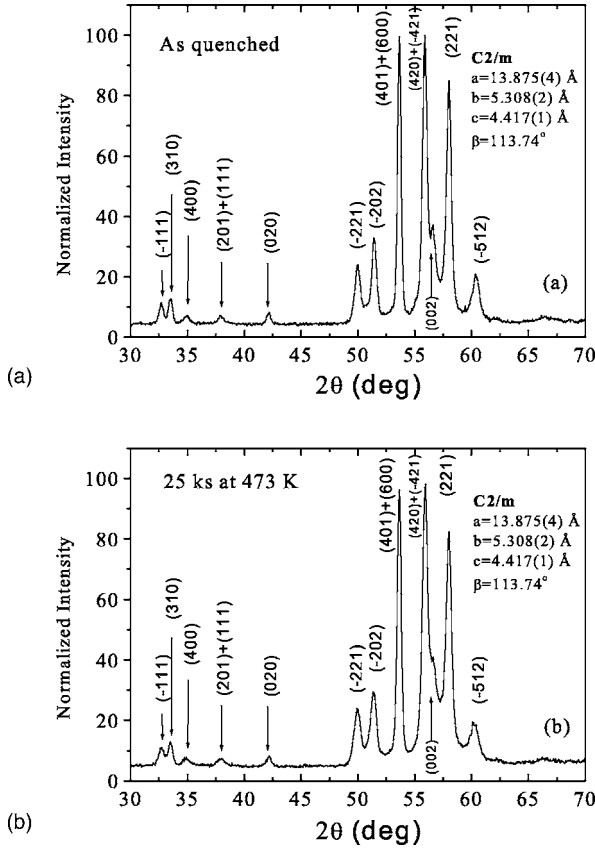 As quenched
(-111)
(310)
(400)
(201)+(111)
(020)
(-221)
(-202)
(401)+(600)
(420)+(-421)
(002)
(221)
(-512)
C2/m
a=13.875(4) Å
b=5.308(2) Å
c=4.417(1) Å
β=113.74°
(a)
Normalized Intensity
100
80
60
40
20
0
30 35 40 45 50 55 60 65 70
2θ (deg)
(a)
25 ks at 473 K
(-111)
(310)
(400)
(201)+(111)
(020)
(-221)
(-202)
(401)+(600)
(420)+(-421)
(002)
(221)
(-512)
C2/m
a=13.875(4) Å
b=5.308(2) Å
c=4.417(1) Å
β=113.74°
(b)
Normalized Intensity
100
80
60
40
20
0
30 35 40 45 50 55 60 65 70
2θ (deg)
(b)